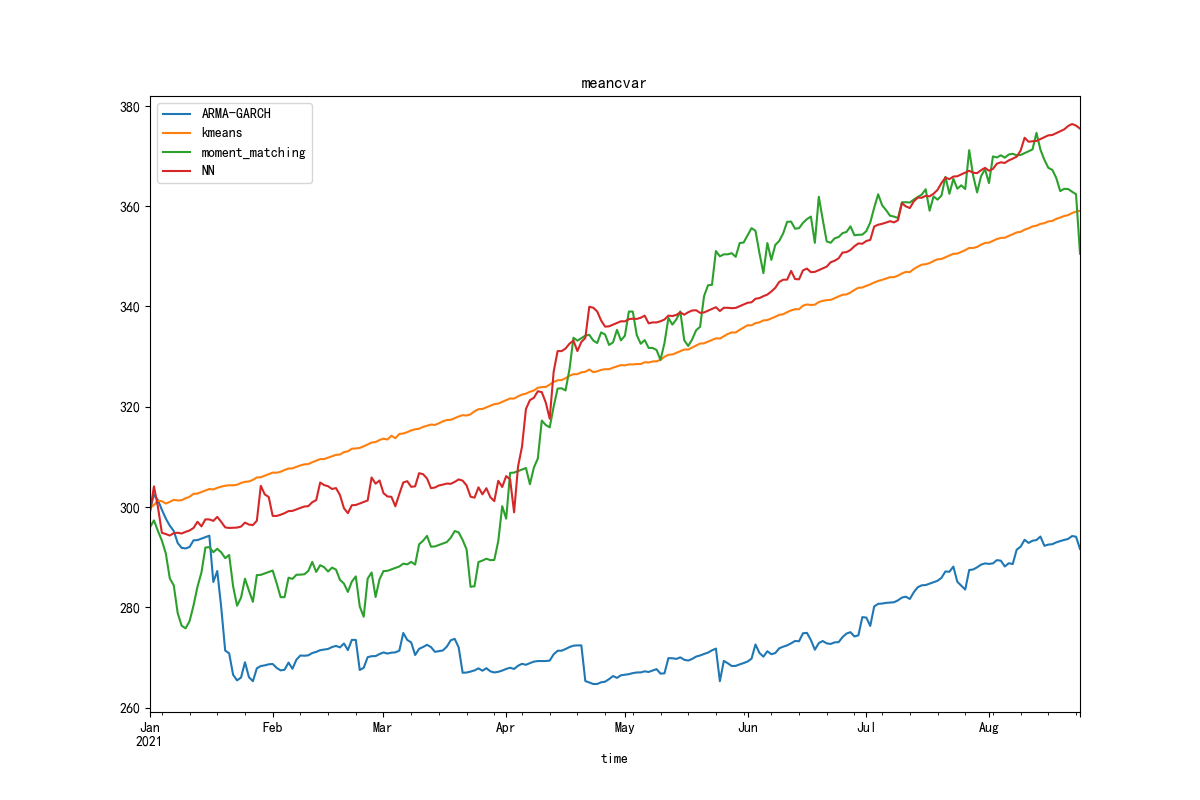 meancvar
380
360
340
320
300
280
260
ARMA-GARCH
kmeans
moment_matching
NN
Jan Feb Mar Apr May Jun Jul Aug
2021
time